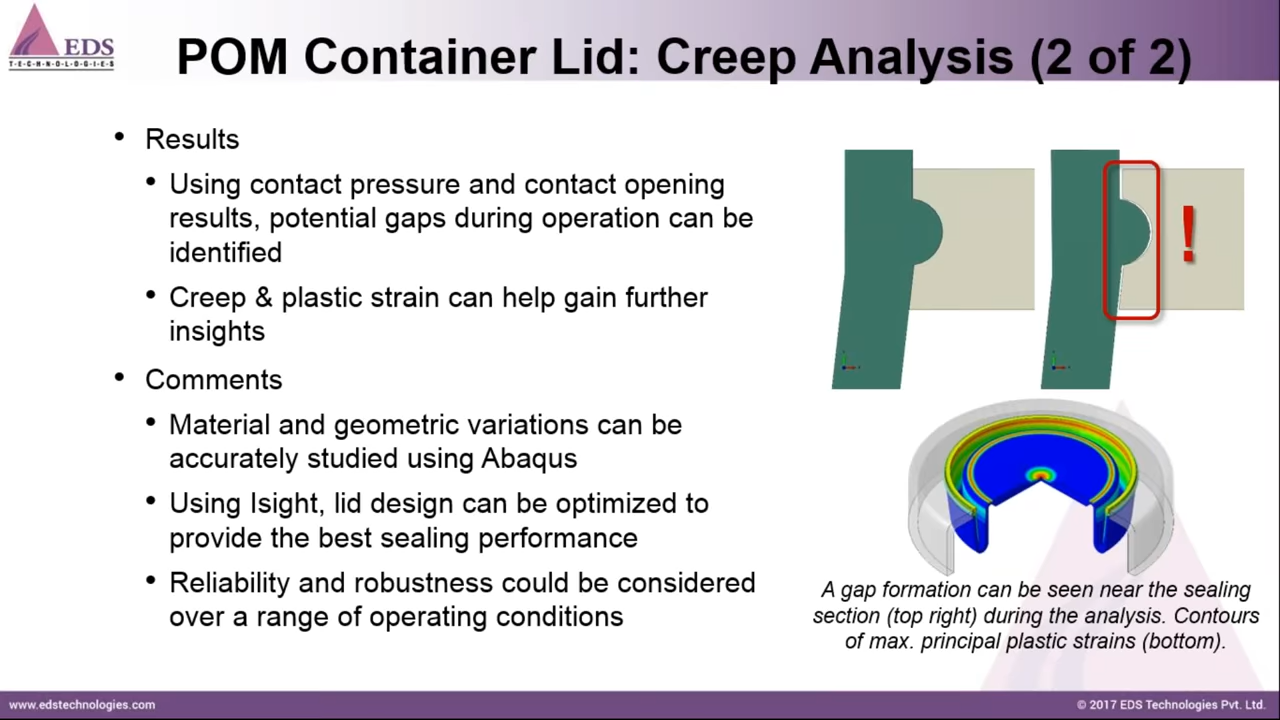 EDS
T·E·C·H·N·O·L·O·G·I·E·S
POM Container Lid: Creep Analysis (2 of 2)
• Results
• Using contact pressure and contact opening
results, potential gaps during operation can be
identified
• Creep & plastic strain can help gain further
insights
• Comments
• Material and geometric variations can be
accurately studied using Abaqus
• Using Isight, lid design can be optimized to
provide the best sealing performance
• Reliability and robustness could be considered
over a range of operating conditions
!
A gap formation can be seen near the sealing
section (top right) during the analysis. Contours
of max. principal plastic strains (bottom).
www.edstechnologies.com
© 2017 EDS Technologies Pvt. Ltd.